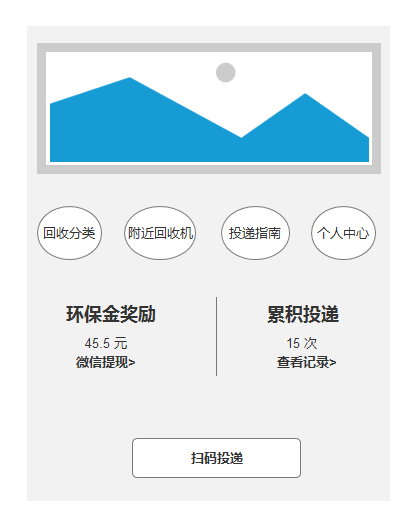 回收分类 附近回收机 投递指南 个人中心
环保金奖励 累积投递
45.5 元 15 次
微信提现> 查看记录>
扫码投递